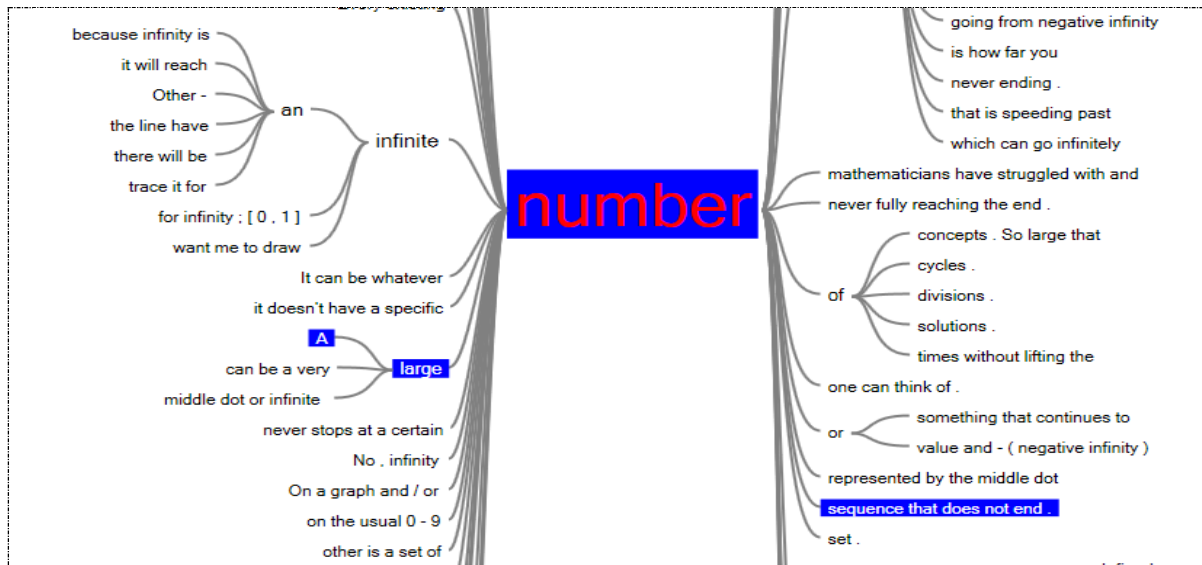 because infinity is
it will reach
Other -
the line have
there will be
trace it for
an
for infinity ; [ 0 , 1 ]
want me to draw
infinite
It can be whatever
it doesn't have a specific
A
can be a very
middle dot or infinite
large
never stops at a certain
No , infinity
On a graph and / or
on the usual 0 - 9
other is a set of
number
going from negative infinity
is how far you
never ending .
that is speeding past
which can go infinitely
mathematicians have struggled with and
never fully reaching the end .
of
concepts . So large that
cycles .
divisions .
solutions .
times without lifting the
one can think of .
or
something that continues to
value and - ( negative infinity )
represented by the middle dot
sequence that does not end .
set .